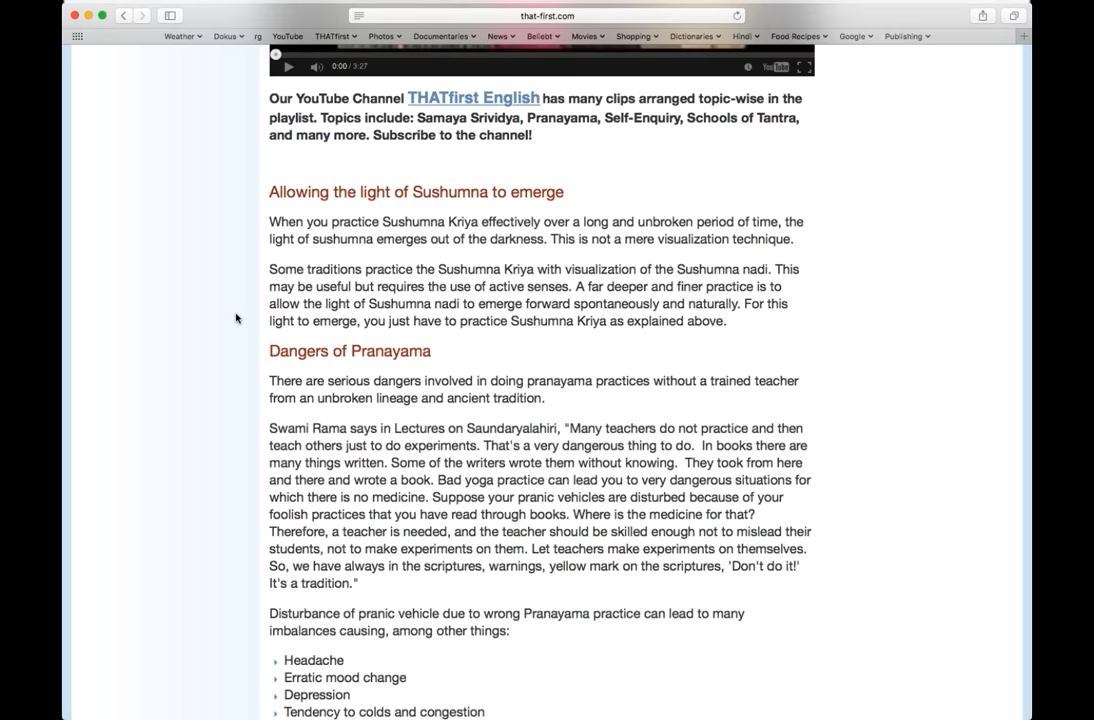 that-first.com
Weather Dokus rg YouTube THATfirst Photos Documentaries News Beliebt Movies Shopping Dictionaries Hindi Food Recipes Google Publishing
0:00 / 3:27 YouTube
Our YouTube Channel THATfirst English has many clips arranged topic-wise in the
playlist. Topics include: Samaya Srividya, Pranayama, Self-Enquiry, Schools of Tantra,
and many more. Subscribe to the channel!
Allowing the light of Sushumna to emerge
When you practice Sushumna Kriya effectively over a long and unbroken period of time, the
light of sushumna emerges out of the darkness. This is not a mere visualization technique.
Some traditions practice the Sushumna Kriya with visualization of the Sushumna nadi. This
may be useful but requires the use of active senses. A far deeper and finer practice is to
allow the light of Sushumna nadi to emerge forward spontaneously and naturally. For this
light to emerge, you just have to practice Sushumna Kriya as explained above.
Dangers of Pranayama
There are serious dangers involved in doing pranayama practices without a trained teacher
from an unbroken lineage and ancient tradition.
Swami Rama says in Lectures on Saundaryalahiri, "Many teachers do not practice and then
teach others just to do experiments. That's a very dangerous thing to do. In books there are
many things written. Some of the writers wrote them without knowing. They took from here
and there and wrote a book. Bad yoga practice can lead you to very dangerous situations for
which there is no medicine. Suppose your pranic vehicles are disturbed because of your
foolish practices that you have read through books. Where is the medicine for that?
Therefore, a teacher is needed, and the teacher should be skilled enough not to mislead their
students, not to make experiments on them. Let teachers make experiments on themselves.
So, we have always in the scriptures, warnings, yellow mark on the scriptures, 'Don't do it!'
It's a tradition."
Disturbance of pranic vehicle due to wrong Pranayama practice can lead to many
imbalances causing, among other things:
Headache
Erratic mood change
Depression
Tendency to colds and congestion